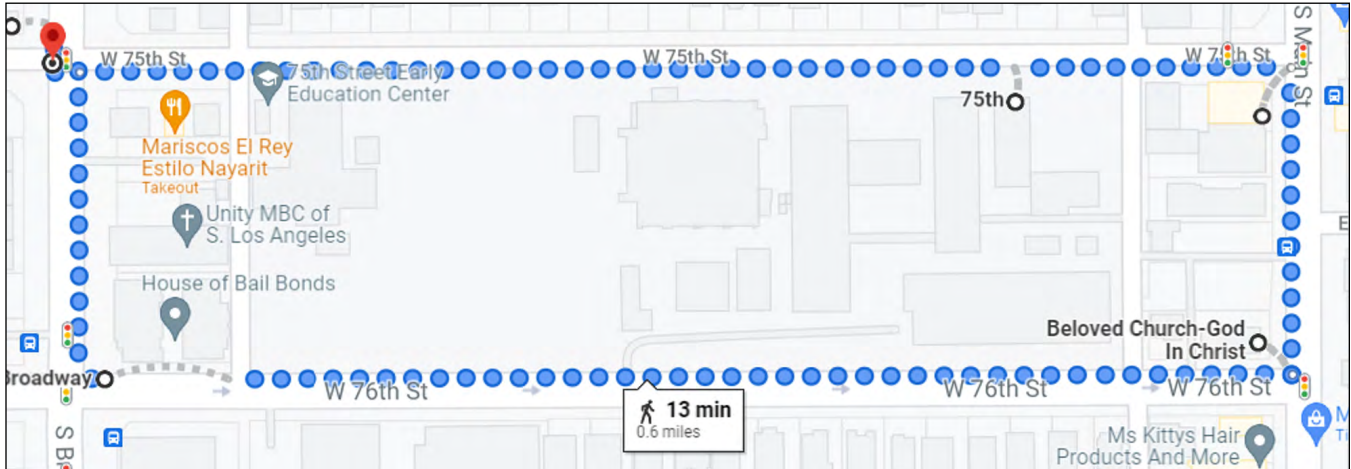 W 75th St
W 75th St
W 75th St
S Main St
75th Street Early
Education Center
75th
Mariscos El Rey
Estilo Nayarit
Takeout
Unity MBC of
S. Los Angeles
House of Bail Bonds
Beloved Church-God
In Christ
Broadway
W 76th St
W 76th St
W 76th St
13 min
0.6 miles
Ms Kittys Hair
Products And More